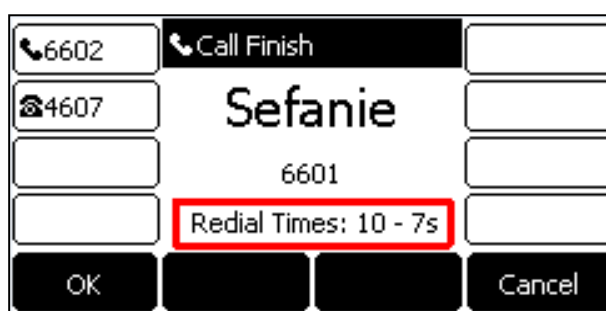 6602
Call Finish
4607
Sefanie
6601
Redial Times: 10 - 7s
OK
Cancel